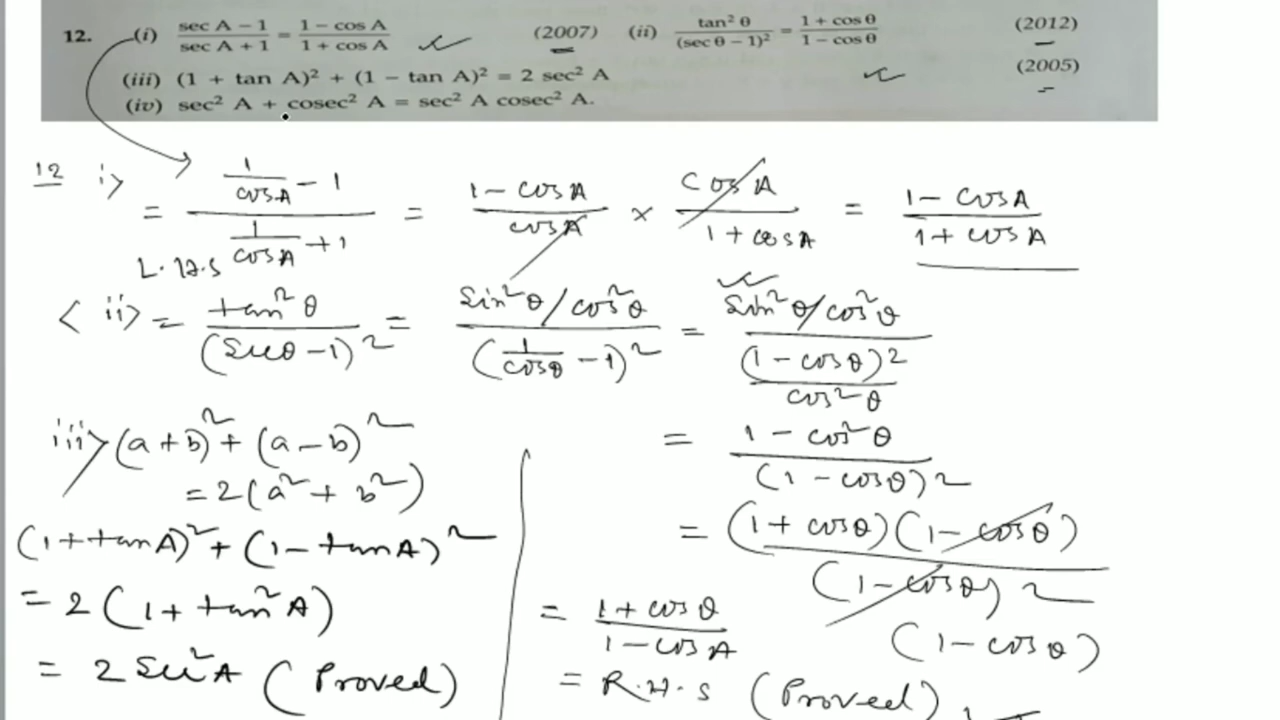 12. (i) (sec A − 1)/(sec A + 1) = (1 − cos A)/(1 + cos A) (2007) (ii) tan² θ/(sec θ − 1)² = (1 + cos θ)/(1 − cos θ) (2012)
(iii) (1 + tan A)² + (1 − tan A)² = 2 sec² A (2005)
(iv) sec² A + cosec² A = sec² A cosec² A.
12 i> = (1/cosA − 1)/(1/cosA + 1) = (1 − cosA)/cosA × cosA/(1 + cosA) = (1 − cosA)/(1 + cosA)
L.H.S
< ii> = tan²θ/(secθ − 1)² = (sin²θ/cos²θ)/(1/cosθ − 1)² = (sin²θ/cos²θ)/((1 − cosθ)²/cos²θ)
= (1 − cos²θ)/(1 − cosθ)²
= (1 + cosθ)(1 − cosθ)/(1 − cosθ)²
(1 − cosθ)
= (1 + cosθ)/(1 − cosA)
= R.H.S (Proved)
iii> (a + b)² + (a − b)²
= 2(a² + b²)
(1 + tanA)² + (1 − tanA)²
= 2(1 + tan²A)
= 2 sec²A (Proved)